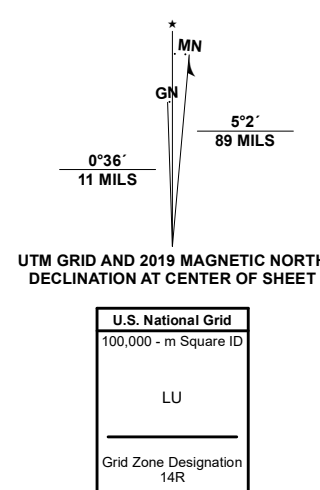 MN
GN
5°2´
89 MILS
0°36´
11 MILS
UTM GRID AND 2019 MAGNETIC NORTH
DECLINATION AT CENTER OF SHEET
U.S. National Grid
100,000 - m Square ID
LU
Grid Zone Designation
14R